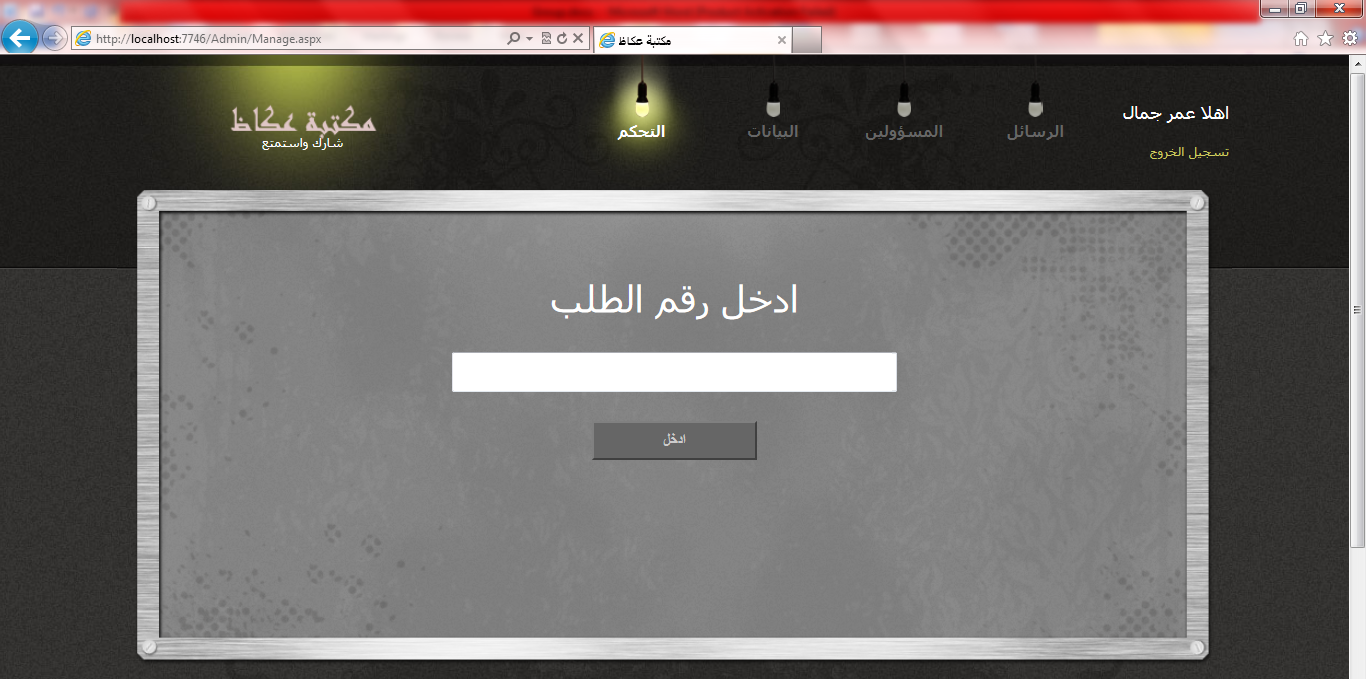 http://localhost:7746/Admin/Manage.aspx
مكتبة عكاظ
اهلا عمر جمال
تسجيل الخروج
الرسائل
المسؤولين
البيانات
التحكم
مكتبة عكاظ
شارك واستمتع
ادخل رقم الطلب
ادخل